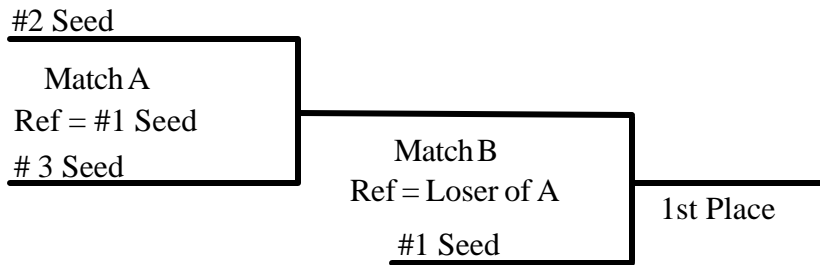 #2 Seed
Match A
Ref = #1 Seed
# 3 Seed
Match B
Ref = Loser of A
#1 Seed
1st Place